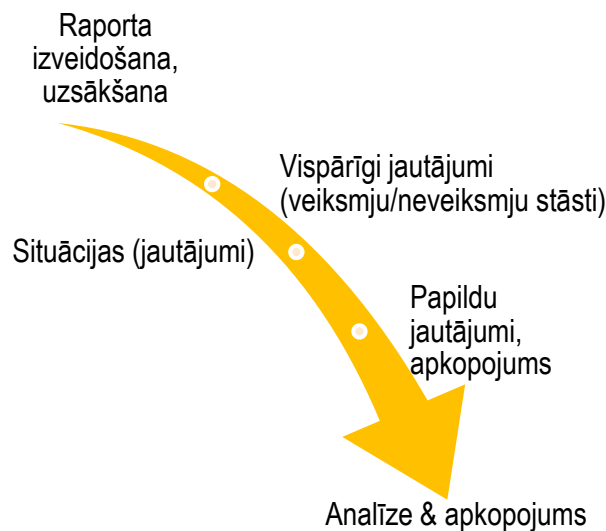 Raporta
izveidošana,
uzsākšana
Vispārīgi jautājumi
(veiksmju/neveiksmju stāsti)
Situācijas (jautājumi)
Papildu
jautājumi,
apkopojums
Analīze & apkopojums